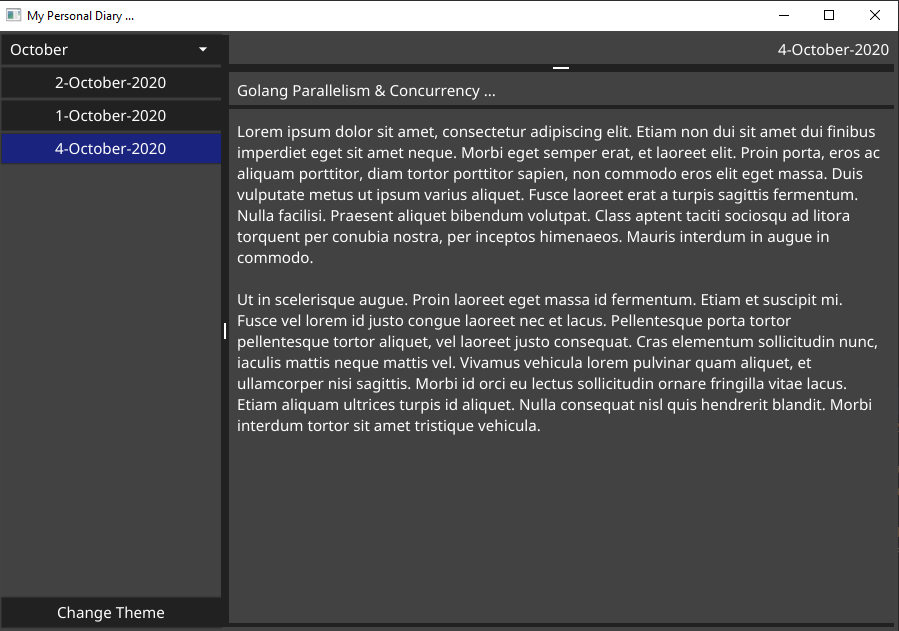 My Personal Diary ...
October
2-October-2020
1-October-2020
4-October-2020
Change Theme
4-October-2020
Golang Parallelism & Concurrency ...
Lorem ipsum dolor sit amet, consectetur adipiscing elit. Etiam non dui sit amet dui finibus
imperdiet eget sit amet neque. Morbi eget semper erat, et laoreet elit. Proin porta, eros ac
aliquam porttitor, diam tortor porttitor sapien, non commodo eros elit eget massa. Duis
vulputate metus ut ipsum varius aliquet. Fusce laoreet erat a turpis sagittis fermentum.
Nulla facilisi. Praesent aliquet bibendum volutpat. Class aptent taciti sociosqu ad litora
torquent per conubia nostra, per inceptos himenaeos. Mauris interdum in augue in
commodo.
Ut in scelerisque augue. Proin laoreet eget massa id fermentum. Etiam et suscipit mi.
Fusce vel lorem id justo congue laoreet nec et lacus. Pellentesque porta tortor
pellentesque tortor aliquet, vel laoreet justo consequat. Cras elementum sollicitudin nunc,
iaculis mattis neque mattis vel. Vivamus vehicula lorem pulvinar quam aliquet, et
ullamcorper nisi sagittis. Morbi id orci eu lectus sollicitudin ornare fringilla vitae lacus.
Etiam aliquam ultrices turpis id aliquet. Nulla consequat nisl quis hendrerit blandit. Morbi
interdum tortor sit amet tristique vehicula.